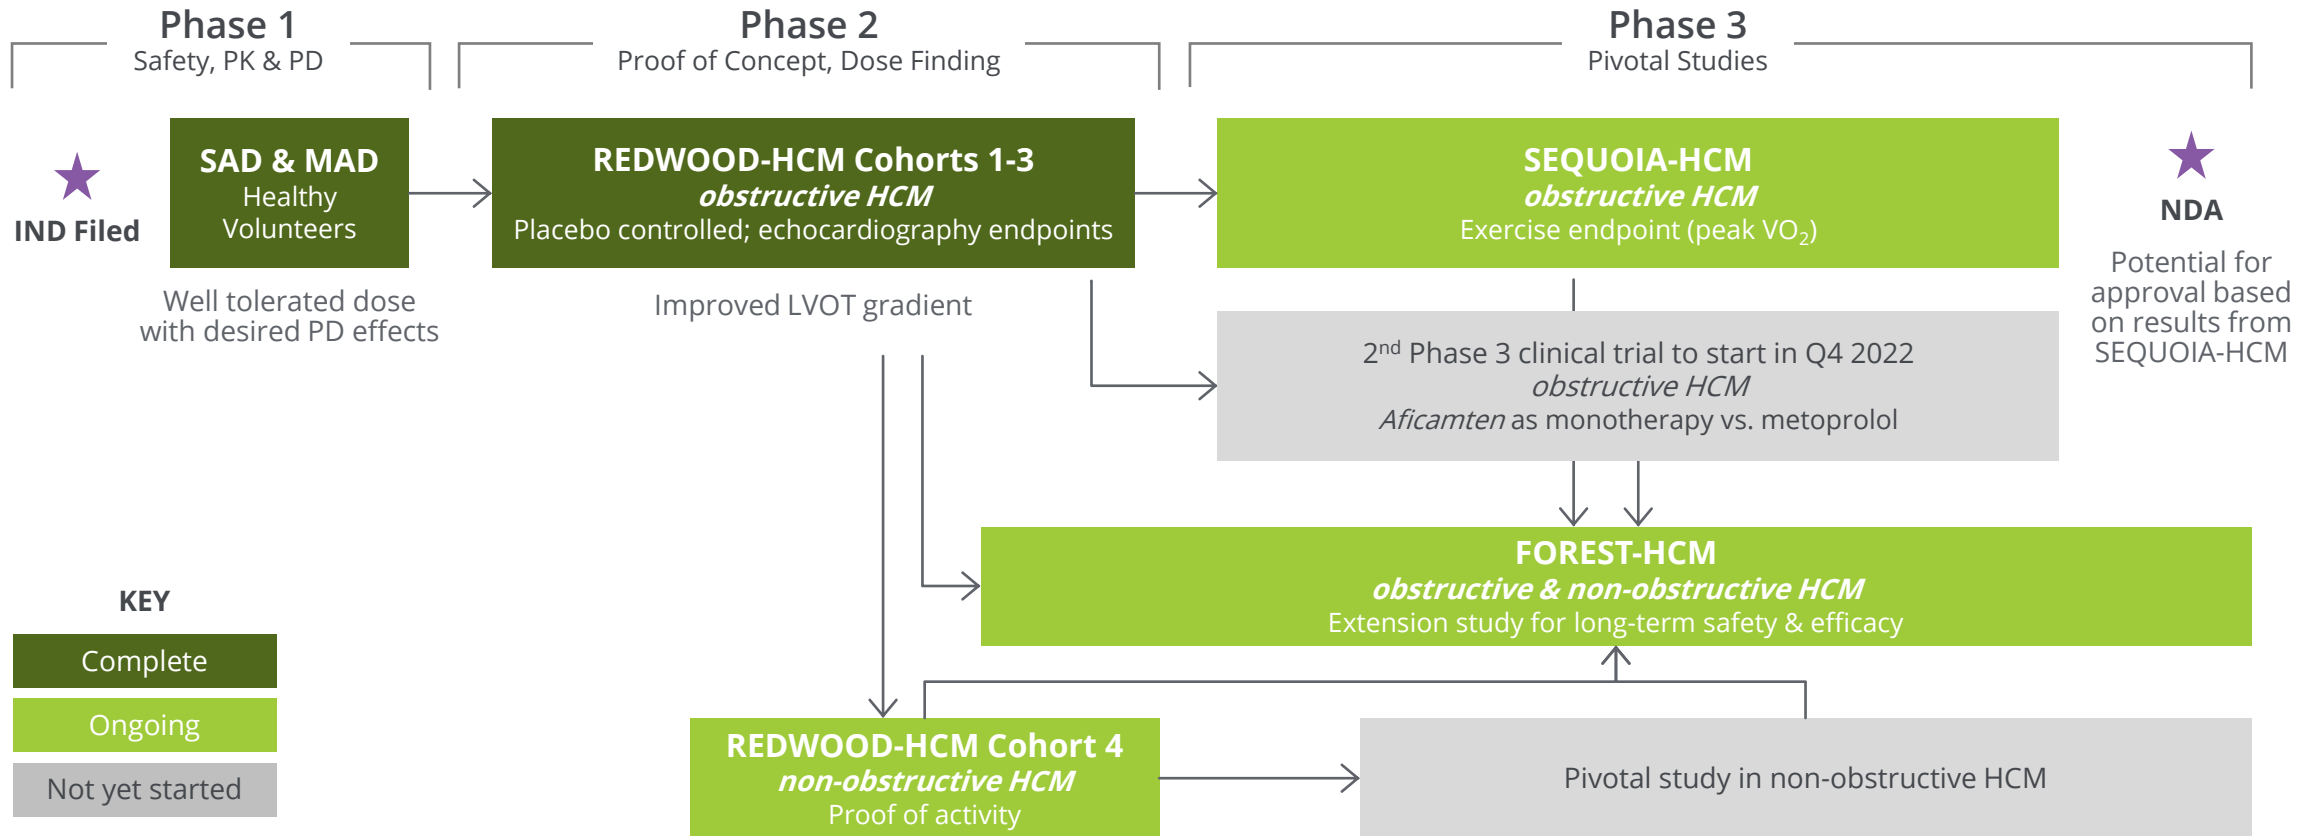 Phase 1
Safety, PK & PD
Phase 2
Proof of Concept, Dose Finding
Phase 3
Pivotal Studies
IND Filed
SAD & MAD
Healthy
Volunteers
Well tolerated dose
with desired PD effects
REDWOOD-HCM Cohorts 1-3
obstructive HCM
Placebo controlled; echocardiography endpoints
Improved LVOT gradient
SEQUOIA-HCM
obstructive HCM
Exercise endpoint (peak VO₂)
NDA
Potential for
approval based
on results from
SEQUOIA-HCM
2nd Phase 3 clinical trial to start in Q4 2022
obstructive HCM
Aficamten as monotherapy vs. metoprolol
FOREST-HCM
obstructive & non-obstructive HCM
Extension study for long-term safety & efficacy
KEY
Complete
Ongoing
Not yet started
REDWOOD-HCM Cohort 4
non-obstructive HCM
Proof of activity
Pivotal study in non-obstructive HCM